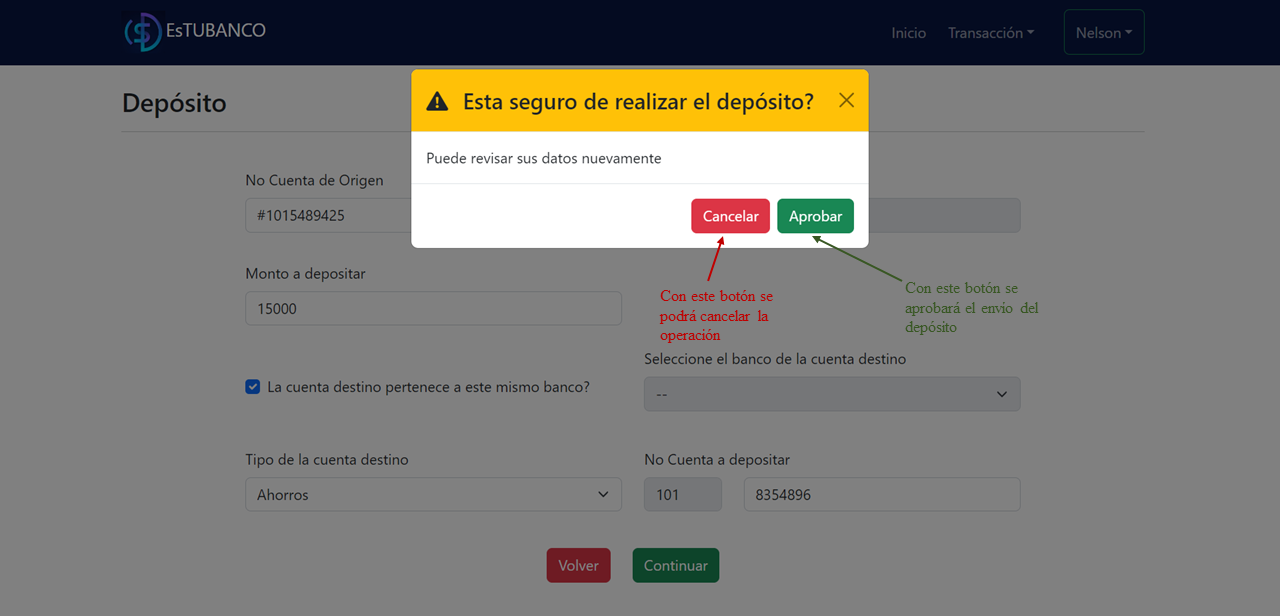 EsTUBANCO
Inicio Transacción Nelson
Depósito
Esta seguro de realizar el depósito?
Puede revisar sus datos nuevamente
Cancelar Aprobar
No Cuenta de Origen
#1015489425
Monto a depositar
15000
Con este botón se
podrá cancelar la
operación
Con este botón se
aprobará el envio del
depósito
La cuenta destino pertenece a este mismo banco?
Seleccione el banco de la cuenta destino
--
Tipo de la cuenta destino
Ahorros
No Cuenta a depositar
101 8354896
Volver Continuar